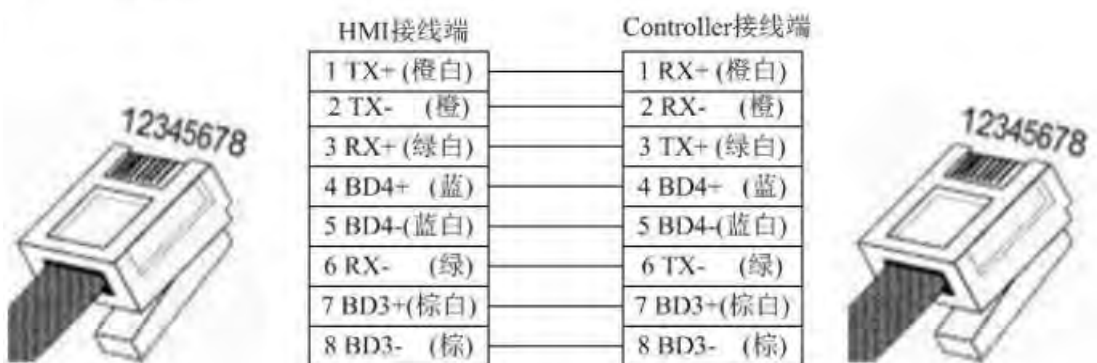 HMI接线端
Controller接线端
12345678
1 TX+(橙白)
1 RX+(橙白)
2 TX- (橙)
2 RX- (橙)
3 RX+(绿白)
3 TX+(绿白)
4 BD4+ (蓝)
4 BD4+ (蓝)
5 BD4-(蓝白)
5 BD4-(蓝白)
6 RX- (绿)
6 TX- (绿)
7 BD3+(棕白)
7 BD3+(棕白)
8 BD3- (棕)
8 BD3- (棕)
12345678